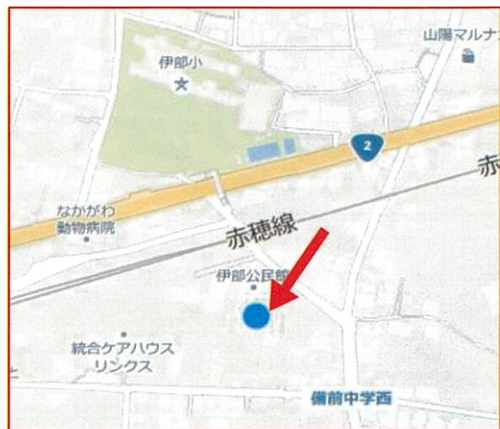 山陽マルナ
伊部小
2
赤
なかがわ
動物病院
赤穂線
伊部公民館
統合ケアハウス
リンクス
備前中学西